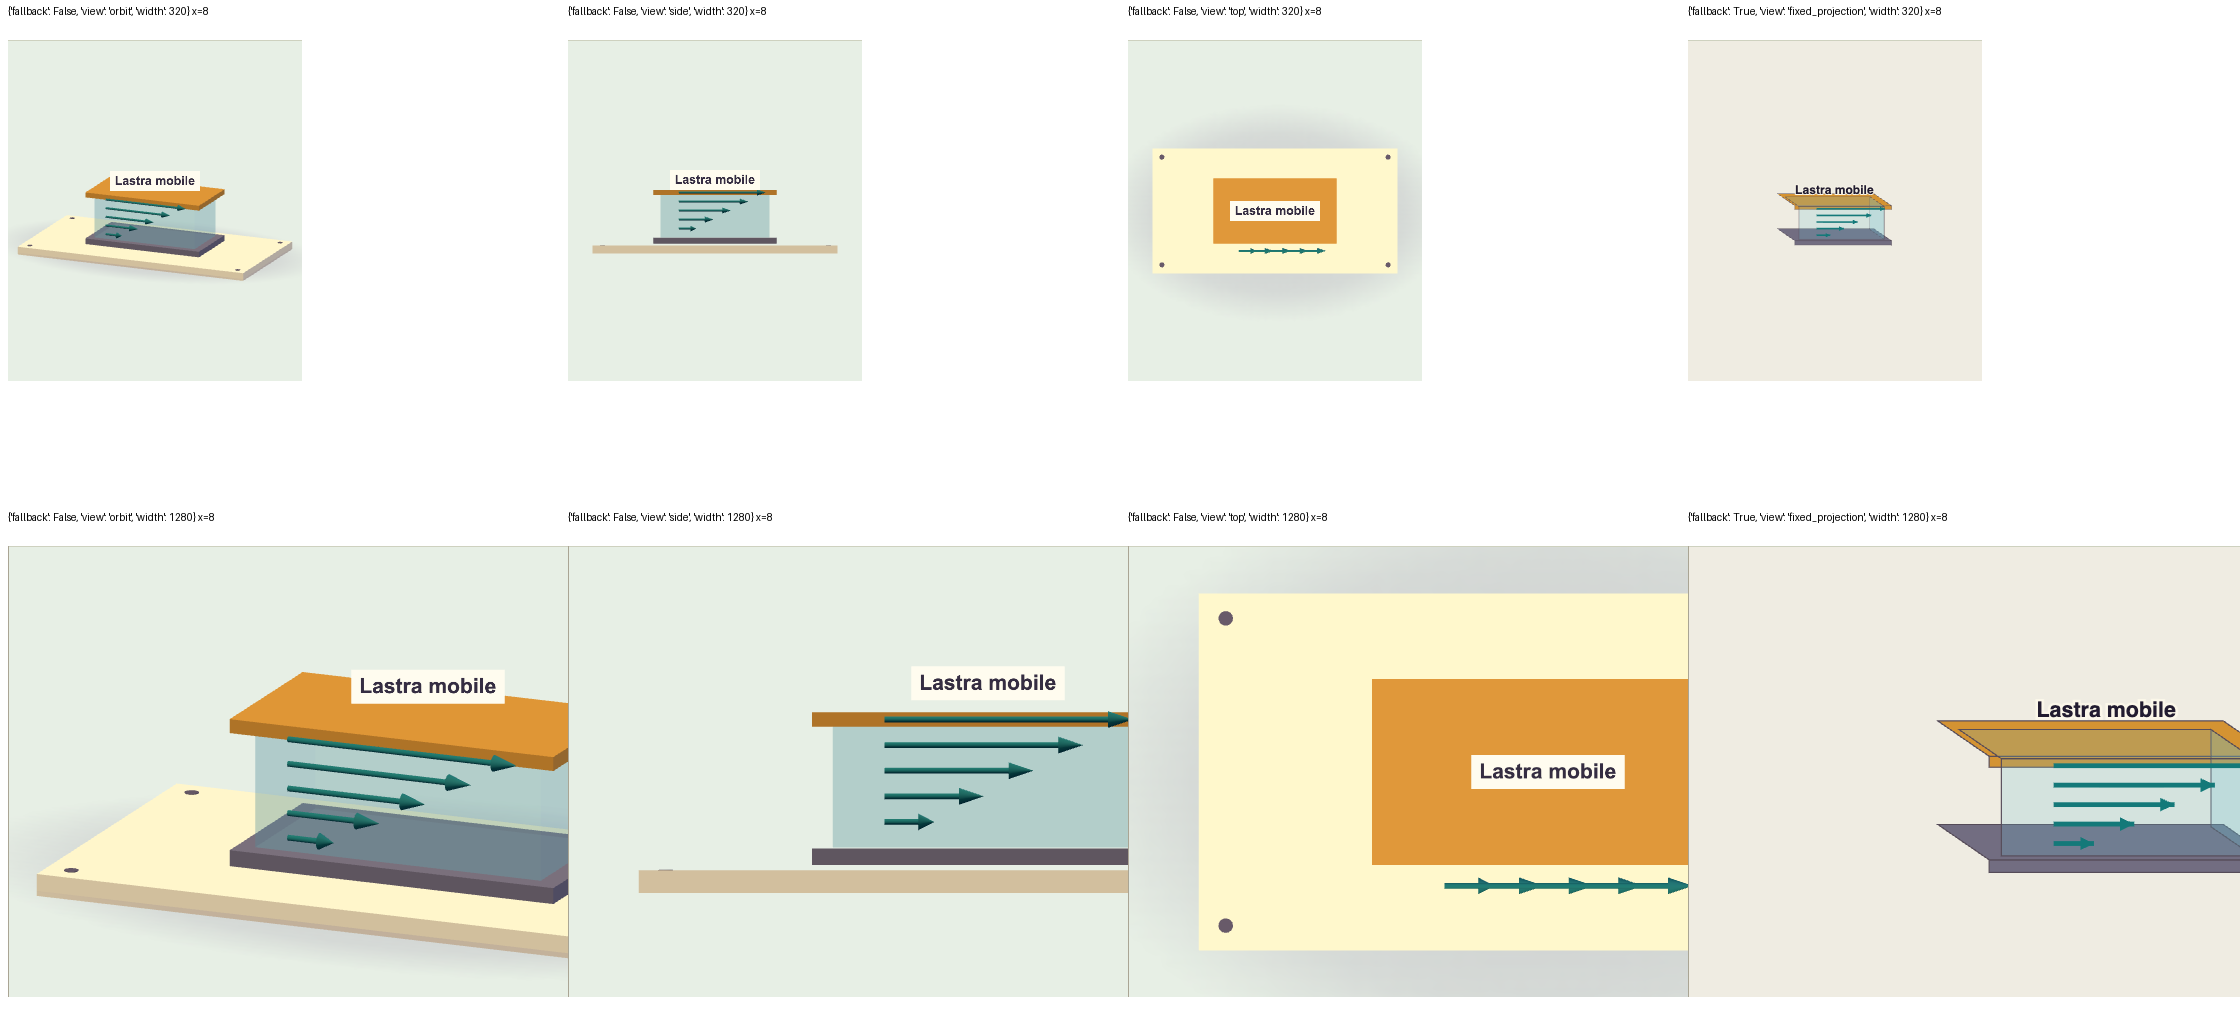 {'fallback': False, 'view': 'orbit', 'width': 320} x=8
{'fallback': False, 'view': 'side', 'width': 320} x=8
{'fallback': False, 'view': 'top', 'width': 320} x=8
{'fallback': True, 'view': 'fixed_projection', 'width': 320} x=8
Lastra mobile
Lastra mobile
Lastra mobile
Lastra mobile
{'fallback': False, 'view': 'orbit', 'width': 1280} x=8
{'fallback': False, 'view': 'side', 'width': 1280} x=8
{'fallback': False, 'view': 'top', 'width': 1280} x=8
{'fallback': True, 'view': 'fixed_projection', 'width': 1280} x=8
Lastra mobile
Lastra mobile
Lastra mobile
Lastra mobile